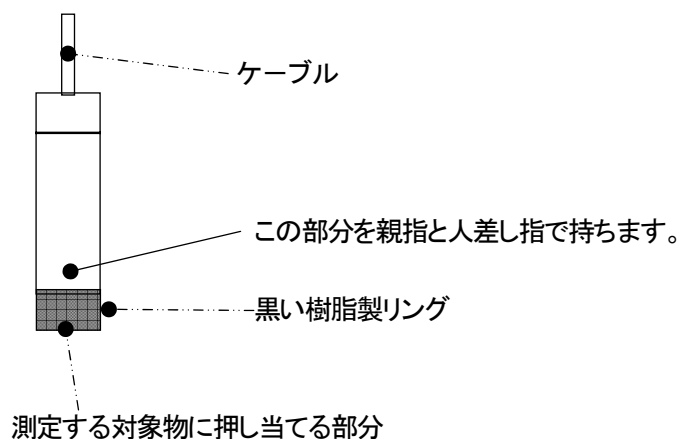 ケーブル
この部分を親指と人差し指で持ちます。
黒い樹脂製リング
測定する対象物に押し当てる部分